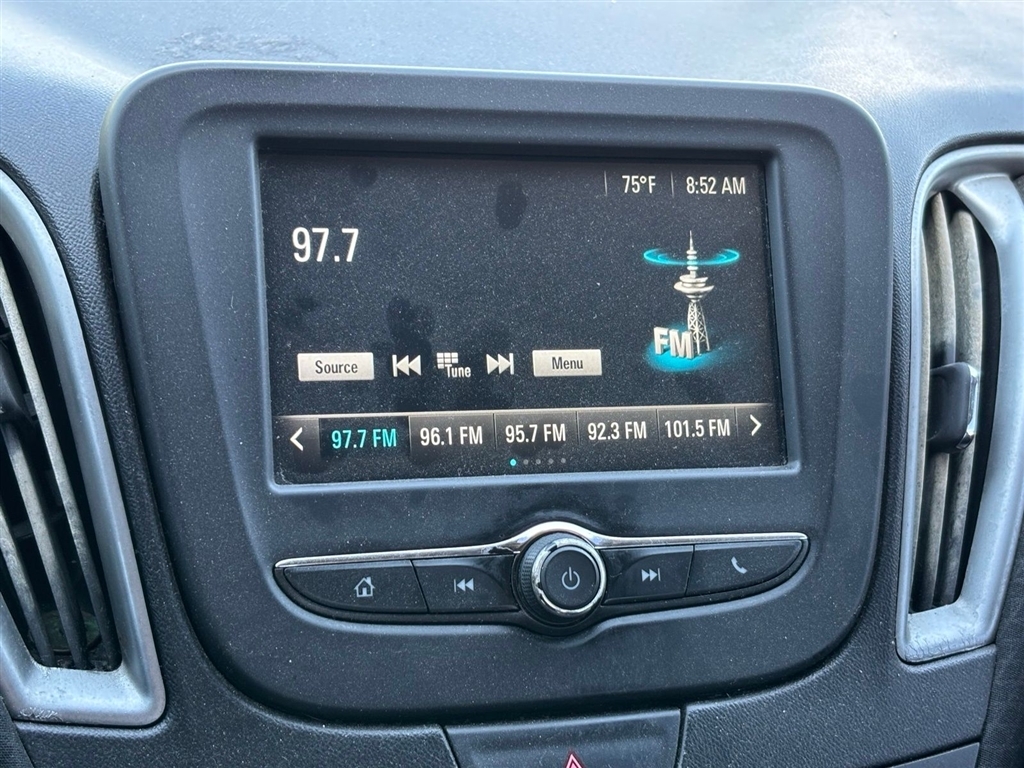 75°F 8:52 AM
97.7
FM
Source Tune Menu
97.7 FM 96.1 FM 95.7 FM 92.3 FM 101.5 FM